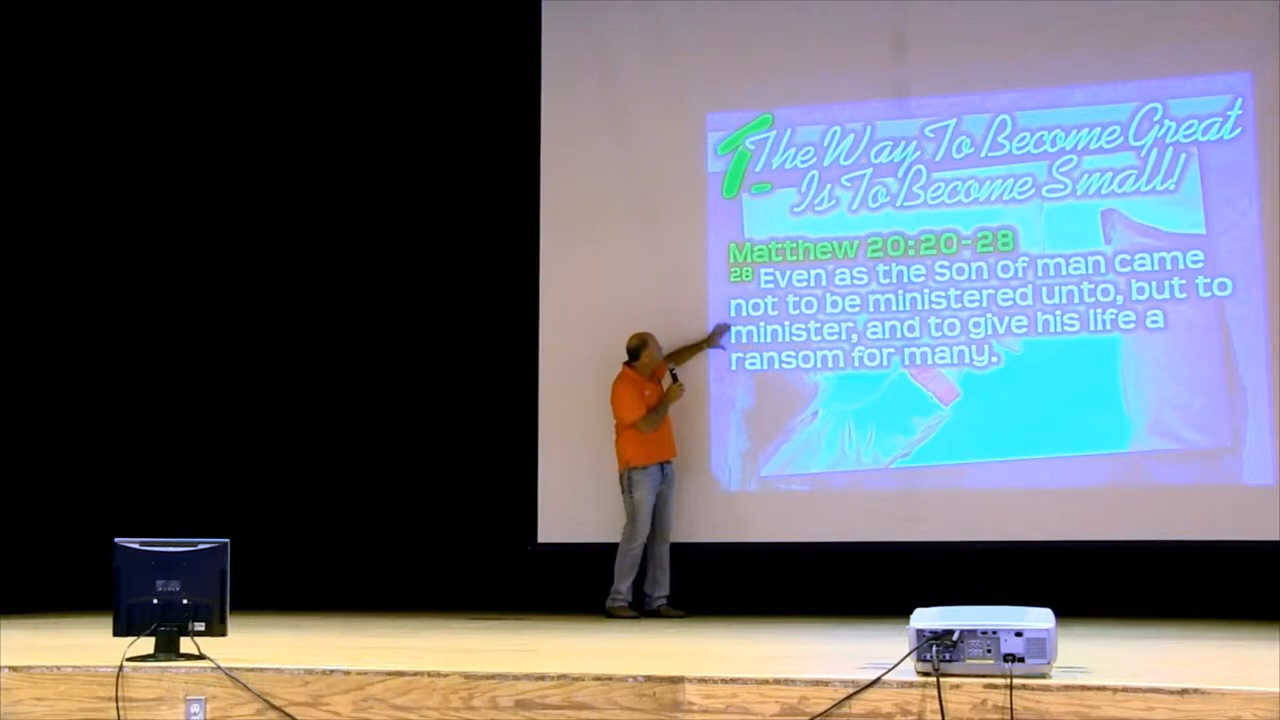 1- The Way To Become Great
Is To Become Small!
Matthew 20:20-28
28 Even as the Son of man came
not to be ministered unto, but to
minister, and to give his life a
ransom for many.